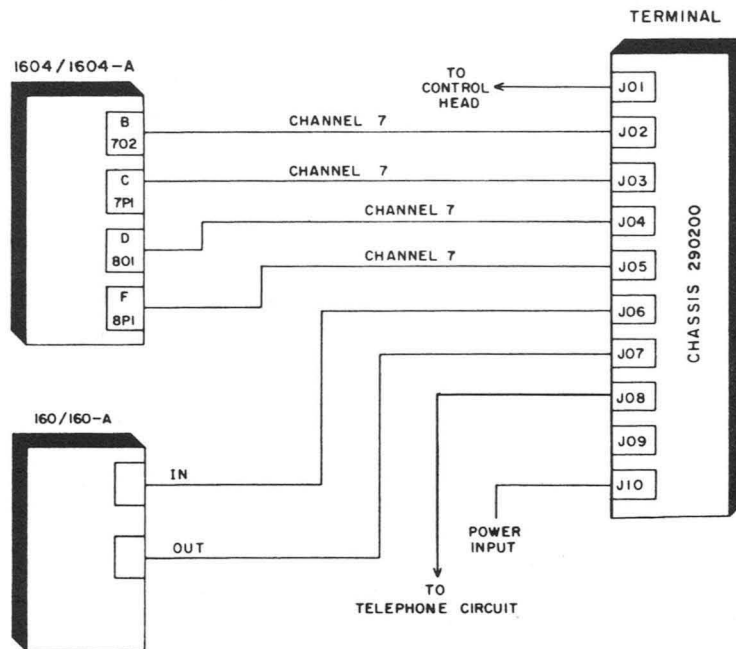 TERMINAL
1604/1604-A
TO
CONTROL
HEAD
J01
B
702
CHANNEL 7
J02
C
7P1
CHANNEL 7
J03
D
801
CHANNEL 7
J04
F
8P1
CHANNEL 7
J05
J06
J07
J08
J09
J10
CHASSIS 290200
160/160-A
IN
OUT
POWER
INPUT
TO
TELEPHONE CIRCUIT